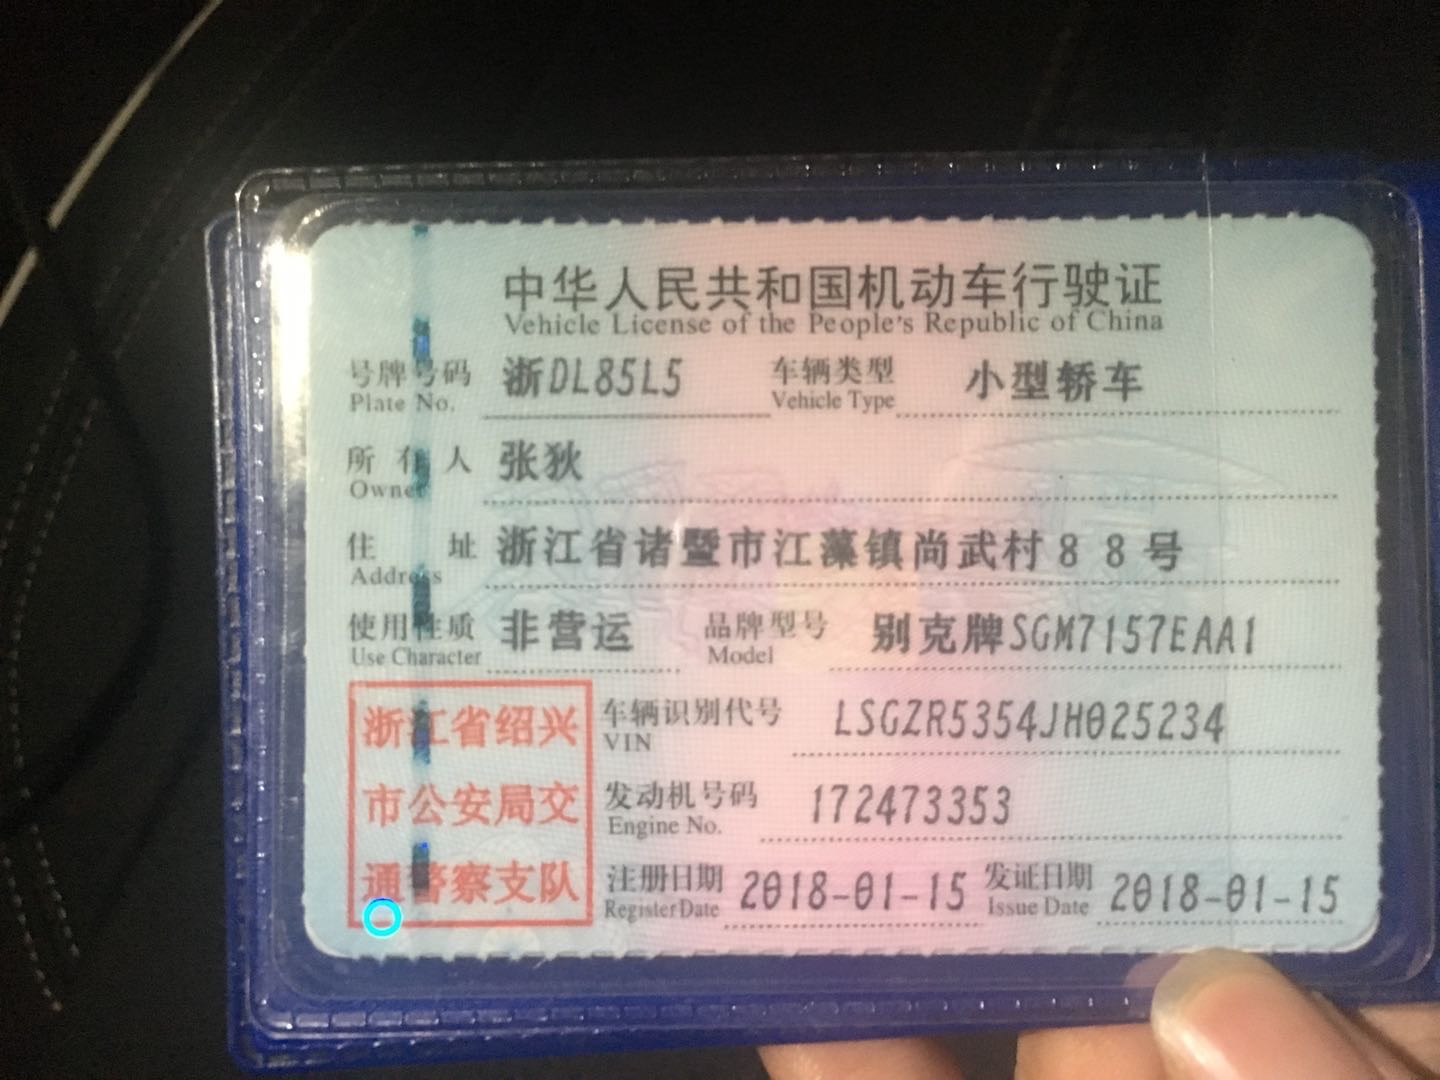 中华人民共和国机动车行驶证
Vehicle License of the People's Republic of China
号牌号码 浙DL85L5 车辆类型 小型轿车
Plate No. Vehicle Type
所有人 张狄
Owner
住址 浙江省诸暨市江藻镇尚武村88号
Address
使用性质 非营运 品牌型号 别克牌SGM7157EAA1
Use Character Model
浙江省绍兴
市公安局交
通警察支队
车辆识别代号 LSGZR5354JH025234
VIN
发动机号码 172473353
Engine No.
注册日期 2018-01-15 发证日期 2018-01-15
Register Date Issue Date